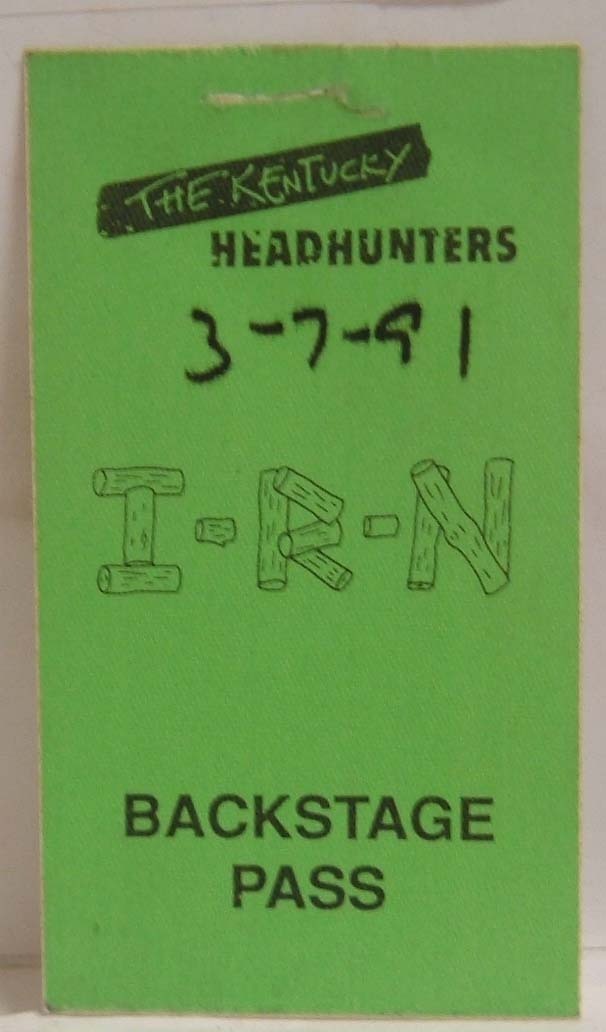 THE KENTUCKY
HEADHUNTERS
3-7-91
I-R-N
BACKSTAGE
PASS